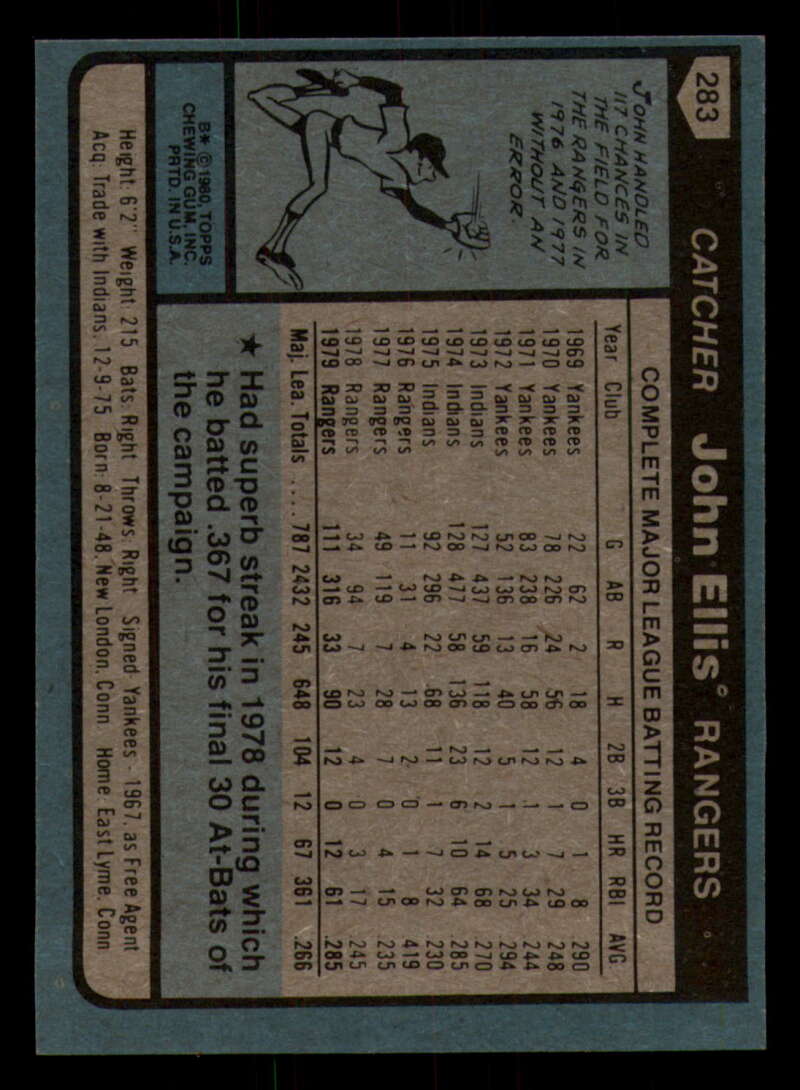 283
CATCHER John Ellis RANGERS
JOHN HANDLED
117 CHANCES IN
THE FIELD FOR
THE RANGERS IN
1976 AND 1977
WITHOUT AN
ERROR.
B* © 1980, TOPPS
CHEWING GUM, INC.
PRTD. IN U.S.A.
COMPLETE MAJOR LEAGUE BATTING RECORD
Year Club G AB R H 2B 3B HR RBI AVG
1969 Yankees 22 62 2 18 4 0 1 8 .290
1970 Yankees 78 226 24 56 12 1 7 29 .248
1971 Yankees 83 238 16 58 12 1 3 34 .244
1972 Yankees 52 136 13 40 5 1 5 25 .294
1973 Indians 127 437 59 118 12 2 14 68 .270
1974 Indians 128 477 58 136 23 6 10 64 .285
1975 Indians 92 296 22 68 11 1 7 32 .230
1976 Rangers 11 31 4 13 2 0 1 8 .419
1977 Rangers 49 119 7 28 7 0 4 15 .235
1978 Rangers 34 94 7 23 4 0 3 17 .245
1979 Rangers 111 316 33 90 12 0 12 61 .285
Maj. Lea. Totals .... 787 2432 245 648 104 12 67 361 .266
★ Had superb streak in 1978 during which
he batted .367 for his final 30 At-Bats of
the campaign.
Height: 6'2" Weight: 215 Bats: Right Throws: Right Signed: Yankees - 1967, as Free Agent
Acq: Trade with Indians, 12-9-75 Born: 8-21-48, New London, Conn Home: East Lyme, Conn